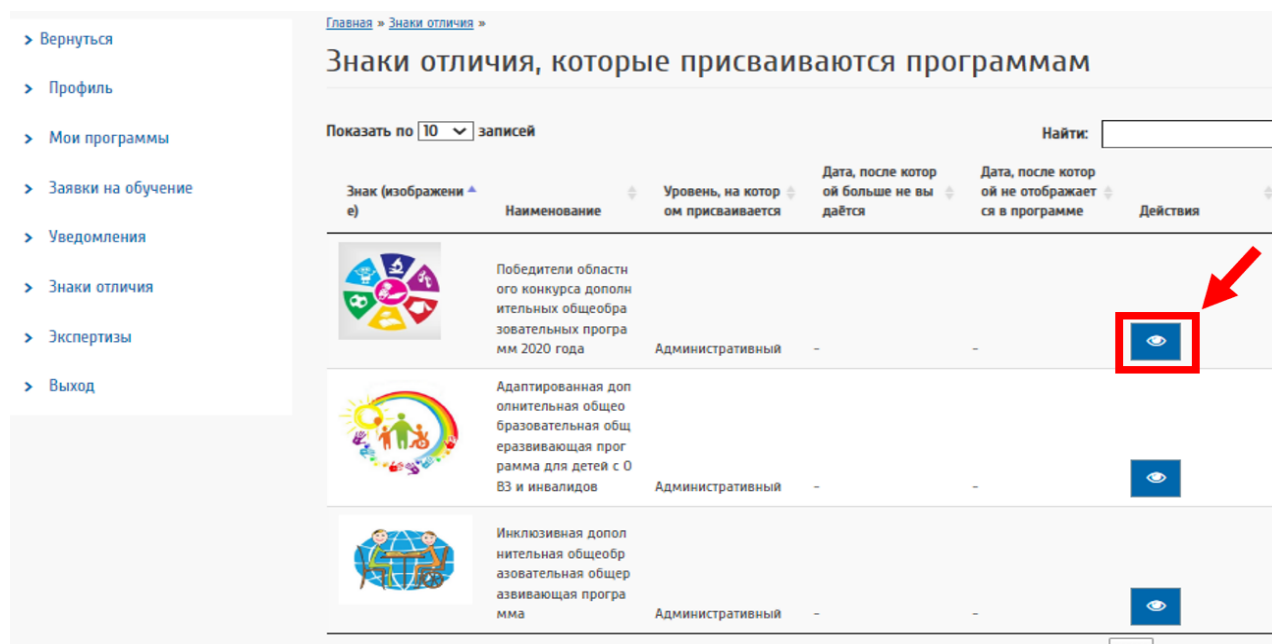 Вернуться
Профиль
Мои программы
Заявки на обучение
Уведомления
Знаки отличия
Экспертизы
Выход
Главная » Знаки отличия »
Знаки отличия, которые присваиваются программам
Показать по 10 записей
Найти:
Знак (изображени
е)
Наименование
Уровень, на котор
ом присваивается
Дата, после котор
ой больше не вы
даётся
Дата, после котор
ой не отображает
ся в программе
Действия
Победители областн
ого конкурса дополн
ительных общеобра
зовательных програ
мм 2020 года
Административный
-
-
Адаптированная доп
олнительная общео
бразовательная общ
еразвивающая прог
рамма для детей с О
ВЗ и инвалидов
Административный
-
-
Инклюзивная допол
нительная общеобр
азовательная общер
азвивающая програ
мма
Административный
-
-